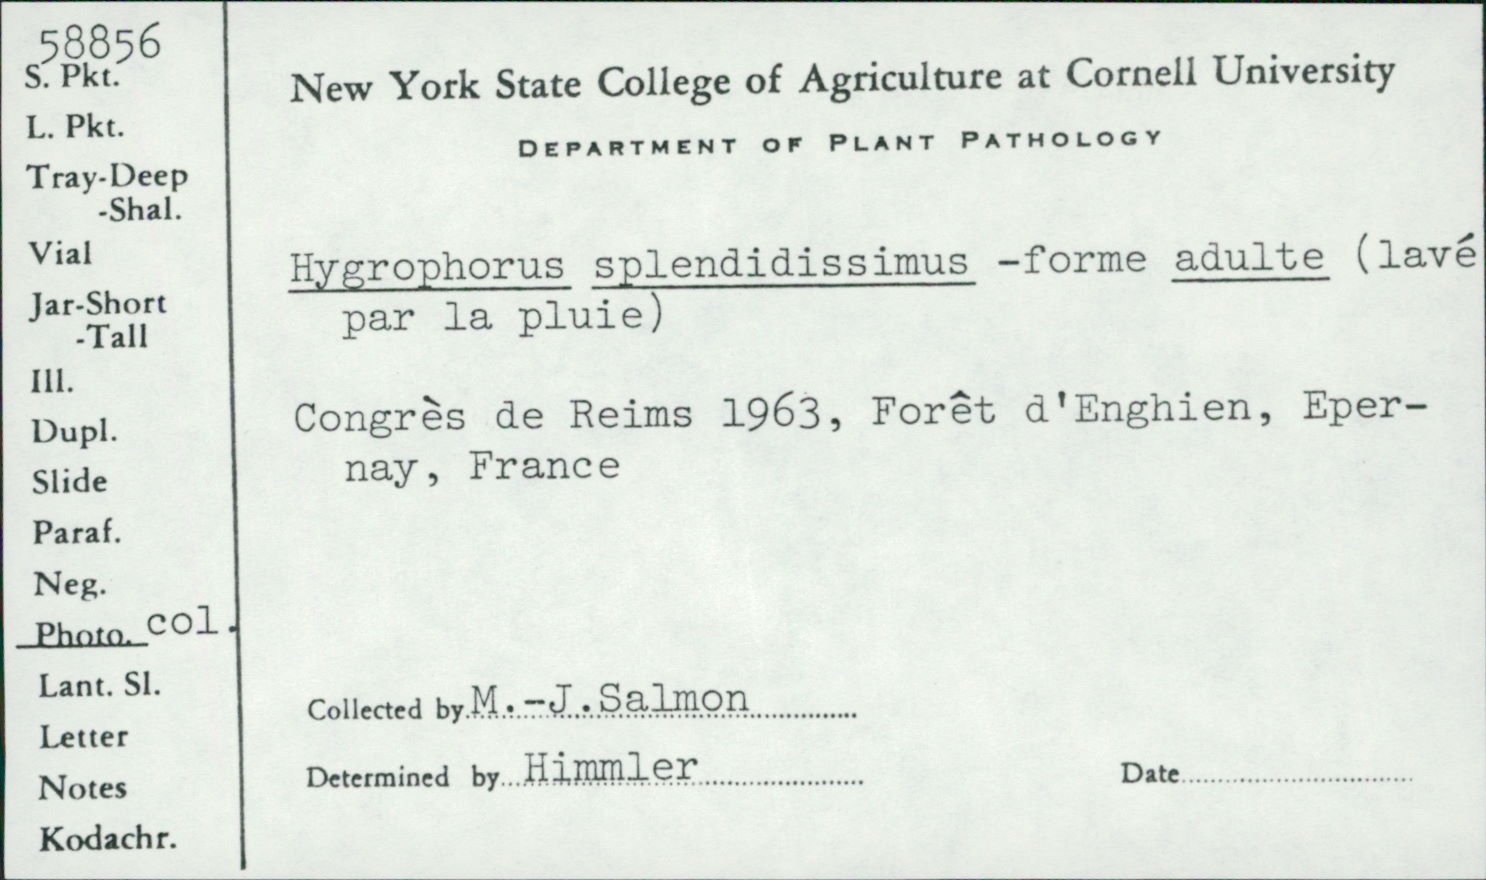 58856
S. Pkt.
L. Pkt.
Tray-Deep
-Shal.
Vial
Jar-Short
-Tall
Ill.
Dupl.
Slide
Paraf.
Neg.
Photo. col.
Lant. Sl.
Letter
Notes
Kodachr.
New York State College of Agriculture at Cornell University
DEPARTMENT OF PLANT PATHOLOGY
Hygrophorus splendidissimus -forme adulte (lavé
par la pluie)
Congrès de Reims 1963, Forêt d'Enghien, Eper-
nay, France
Collected by M.-J.Salmon
Determined by Himmler
Date